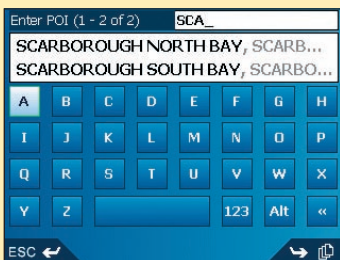 Enter POI (1 - 2 of 2) SCA_
SCARBOROUGH NORTH BAY, SCARB...
SCARBOROUGH SOUTH BAY, SCARBO...
A B C D E F G H
I J K L M N O P
Q R S T U V W X
Y Z 123 Alt «
ESC